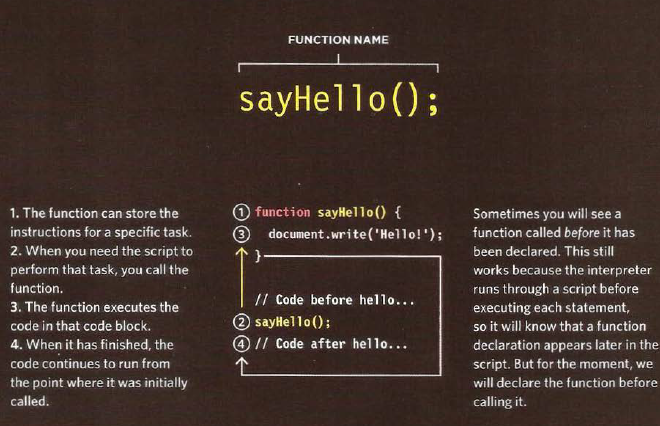 FUNCTION NAME
sayHello();
1. The function can store the
instructions for a specific task.
2. When you need the script to
perform that task, you call the
function.
3. The function executes the
code in that code block.
4. When it has finished, the
code continues to run from
the point where it was initially
called.
1 function sayHello() {
3 document.write('Hello!');
}
// Code before hello...
2 sayHello();
4 // Code after hello...
Sometimes you will see a
function called before it has
been declared. This still
works because the interpreter
runs through a script before
executing each statement,
so it will know that a function
declaration appears later in the
script. But for the moment, we
will declare the function before
calling it.